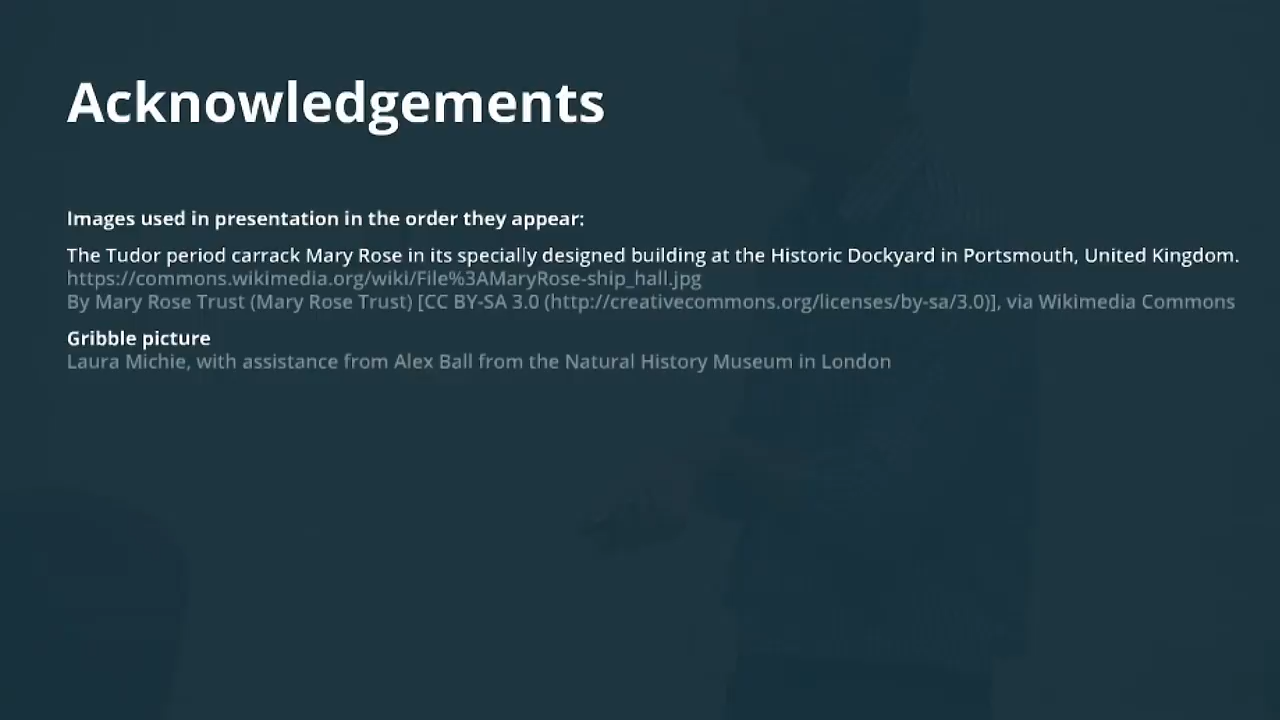 Acknowledgements
Images used in presentation in the order they appear:
The Tudor period carrack Mary Rose in its specially designed building at the Historic Dockyard in Portsmouth, United Kingdom.
https://commons.wikimedia.org/wiki/File%3AMaryRose-ship_hall.jpg
By Mary Rose Trust (Mary Rose Trust) [CC BY-SA 3.0 (http://creativecommons.org/licenses/by-sa/3.0)], via Wikimedia Commons
Gribble picture
Laura Michie, with assistance from Alex Ball from the Natural History Museum in London